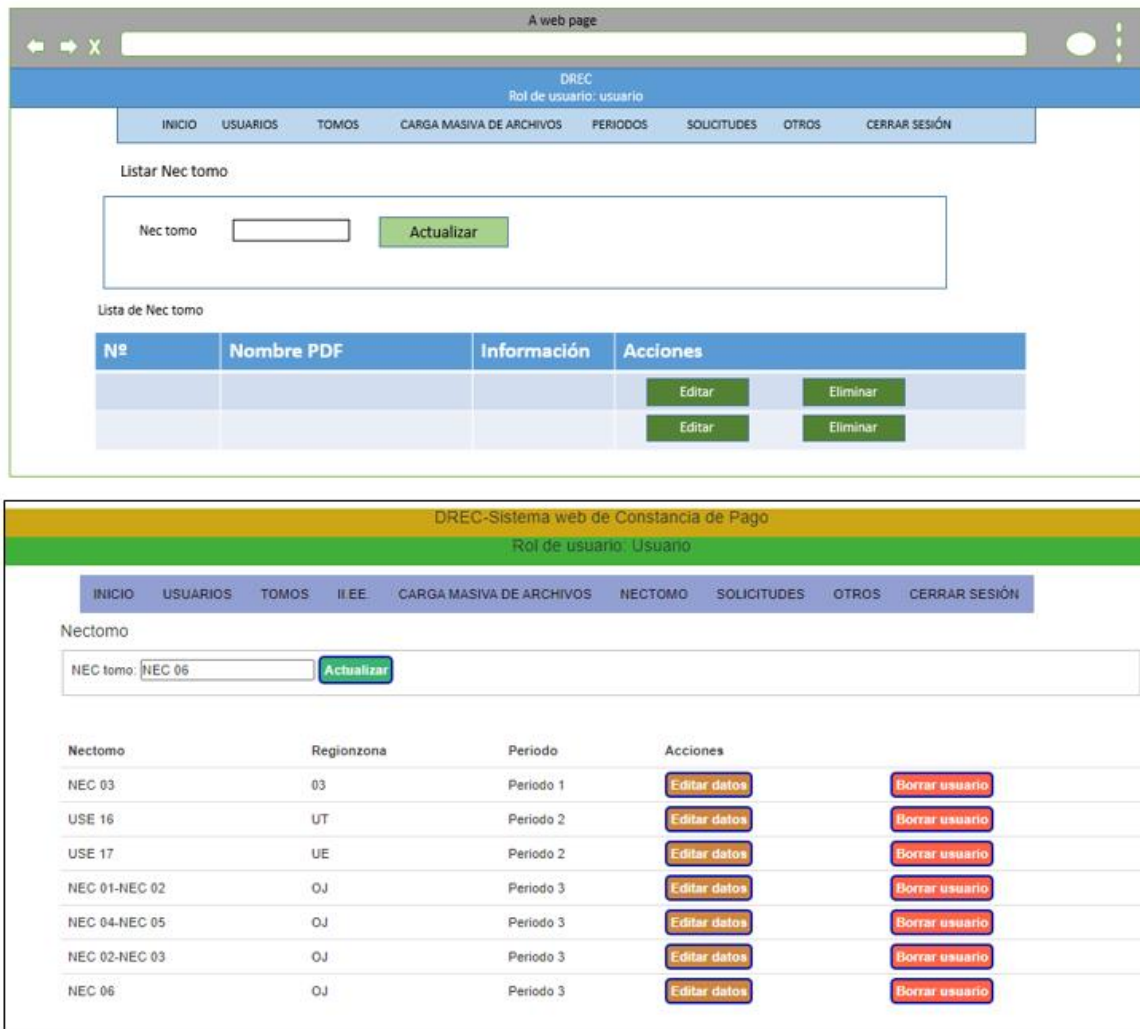 A web page
X
DREC
Rol de usuario: usuario
INICIO USUARIOS TOMOS CARGA MASIVA DE ARCHIVOS PERIODOS SOLICITUDES OTROS CERRAR SESIÓN
Listar Nec tomo
Nec tomo Actualizar
Lista de Nec tomo
Nº Nombre PDF Información Acciones
Editar Eliminar
Editar Eliminar
DREC-Sistema web de Constancia de Pago
Rol de usuario: Usuario
INICIO USUARIOS TOMOS II.EE. CARGA MASIVA DE ARCHIVOS NECTOMO SOLICITUDES OTROS CERRAR SESIÓN
Nectomo
NEC tomo: NEC 06 Actualizar
Nectomo Regionzona Periodo Acciones
NEC 03 03 Periodo 1 Editar datos Borrar usuario
USE 16 UT Periodo 2 Editar datos Borrar usuario
USE 17 UE Periodo 2 Editar datos Borrar usuario
NEC 01-NEC 02 OJ Periodo 3 Editar datos Borrar usuario
NEC 04-NEC 05 OJ Periodo 3 Editar datos Borrar usuario
NEC 02-NEC 03 OJ Periodo 3 Editar datos Borrar usuario
NEC 06 OJ Periodo 3 Editar datos Borrar usuario